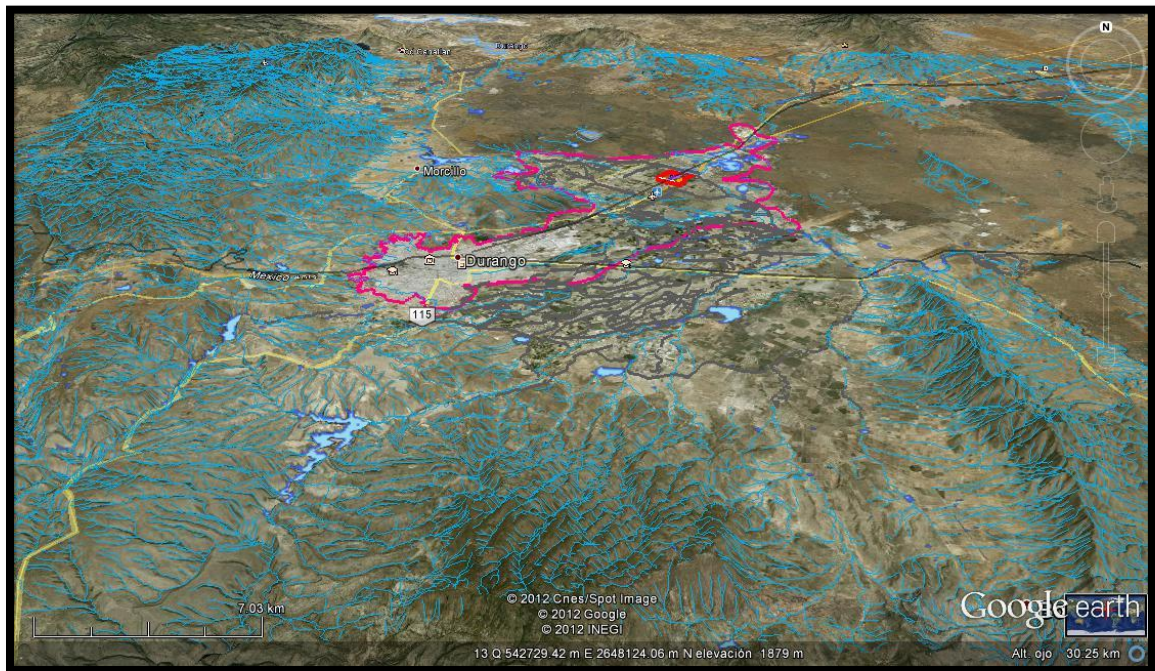 N
Morcillo
Durango
Mexico
115
7.03 km
© 2012 Cnes/Spot Image
© 2012 Google
© 2012 INEGI
Google earth
13 Q 542729.42 m E 2648124.06 m N elevación 1879 m
Alt. ojo 30.25 km